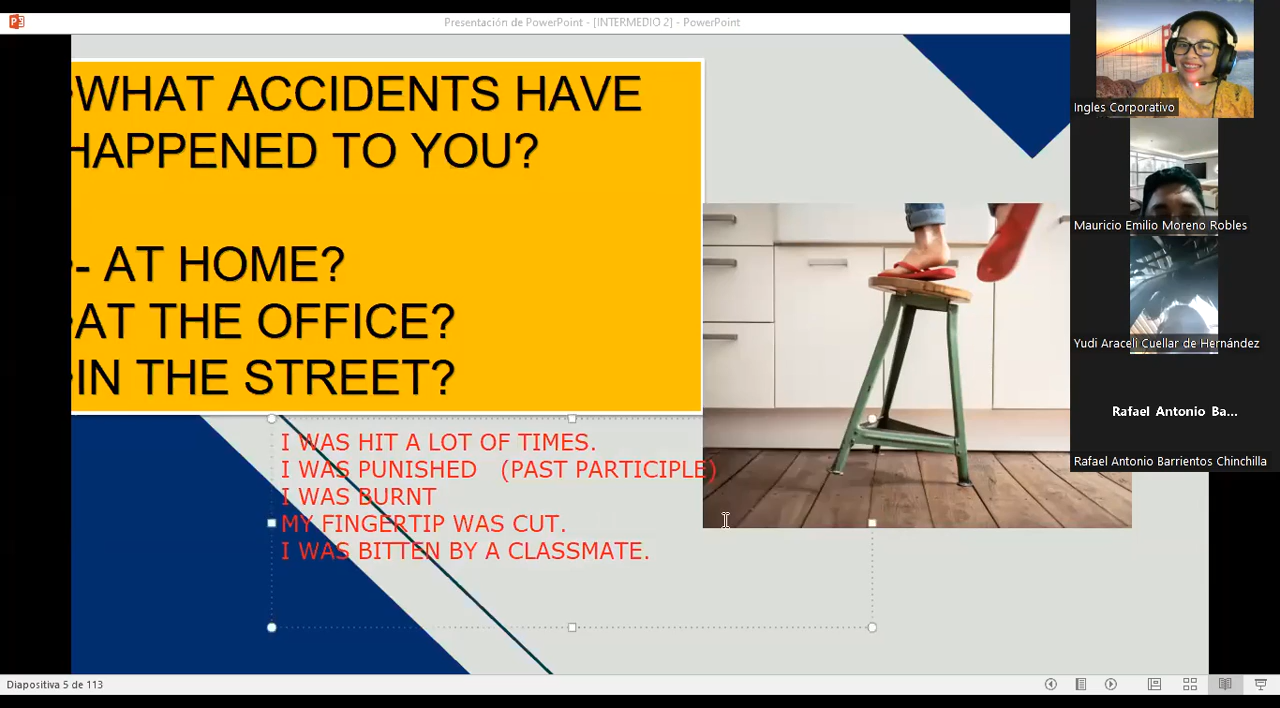 Presentación de PowerPoint - [INTERMEDIO 2] - PowerPoint
WHAT ACCIDENTS HAVE
HAPPENED TO YOU?
- AT HOME?
AT THE OFFICE?
IN THE STREET?
I WAS HIT A LOT OF TIMES.
I WAS PUNISHED (PAST PARTICIPLE)
I WAS BURNT
MY FINGERTIP WAS CUT.
I WAS BITTEN BY A CLASSMATE.
Ingles Corporativo
Mauricio Emilio Moreno Robles
Yudi Araceli Cuellar de Hernández
Rafael Antonio Ba...
Rafael Antonio Barrientos Chinchilla
Diapositiva 5 de 113